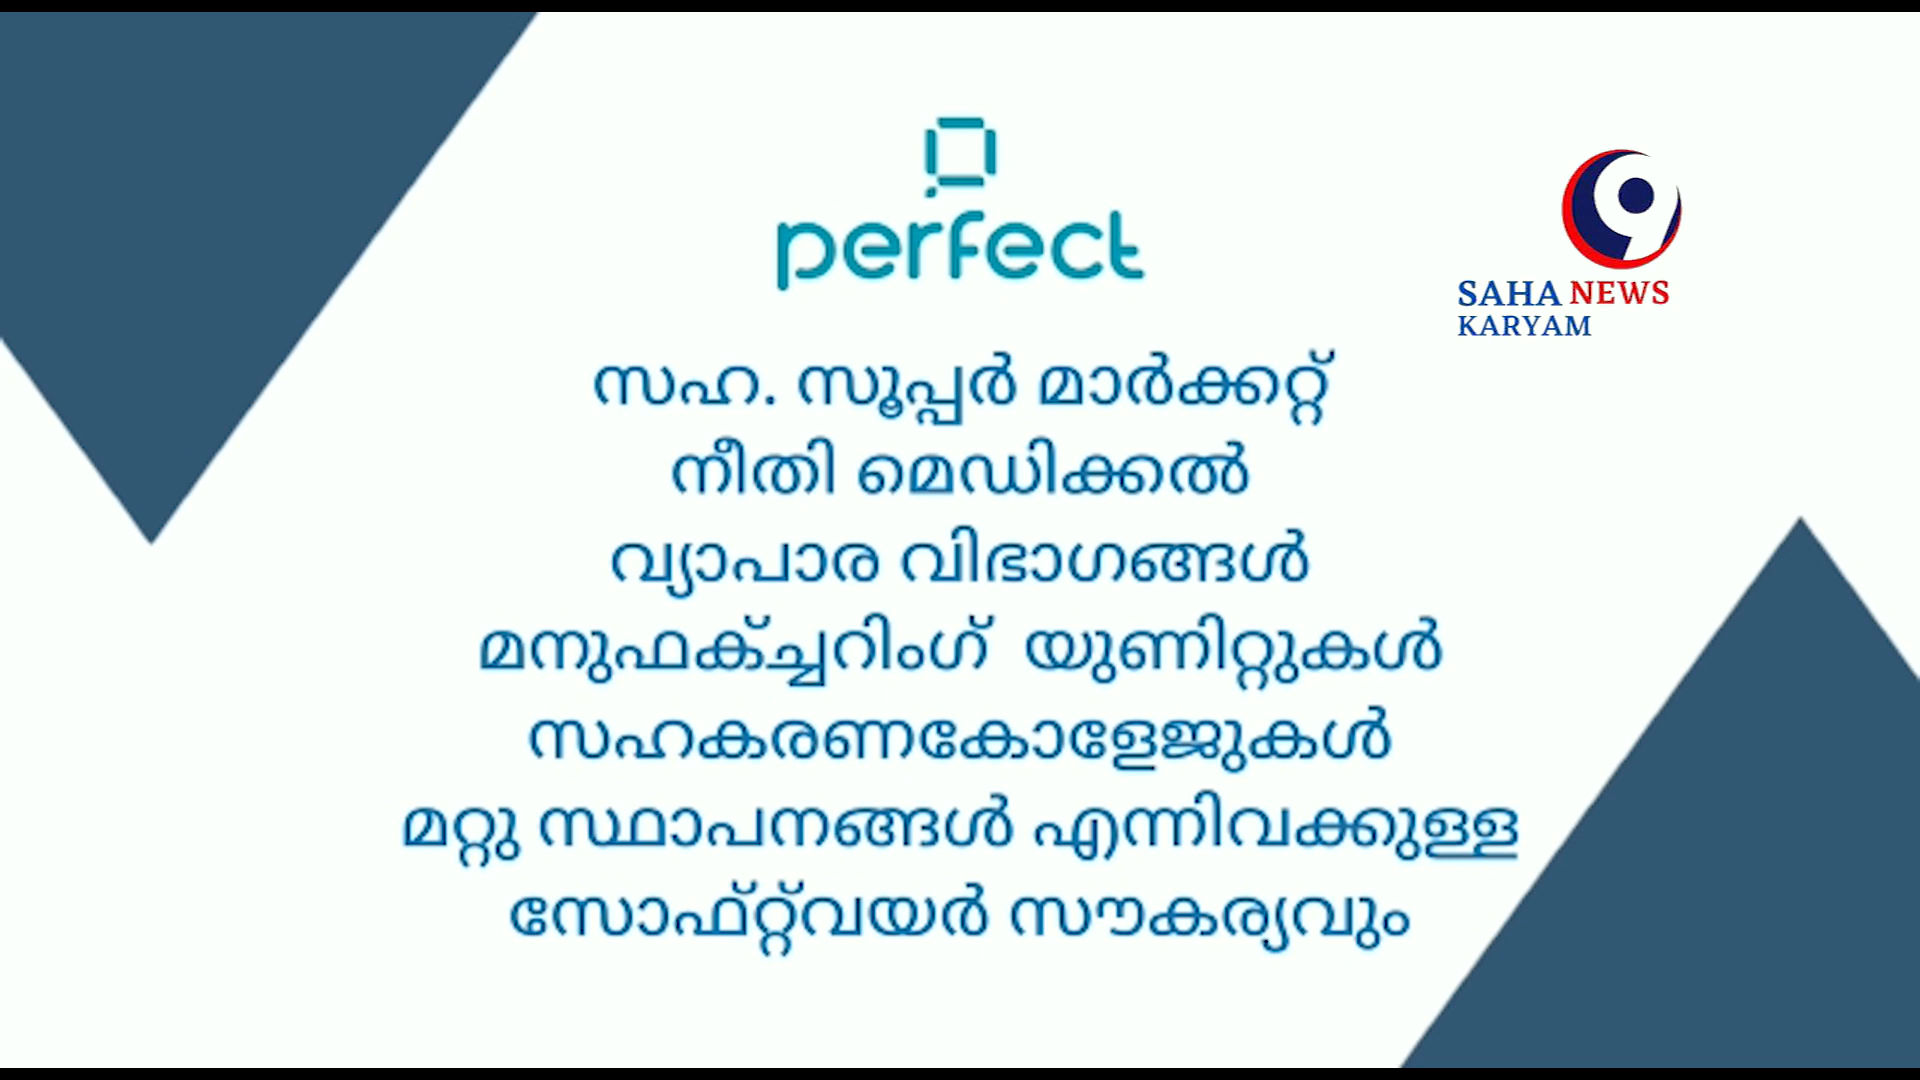 perfect
SAHA NEWS
KARYAM
സഹ. സൂപ്പർ മാർക്കറ്റ്
നീതി മെഡിക്കൽ
വ്യാപാര വിഭാഗങ്ങൾ
മനുഫക്ച്ചറിംഗ് യുണിറ്റുകൾ
സഹകരണകോളേജുകൾ
മറ്റു സ്ഥാപനങ്ങൾ എന്നിവക്കുള്ള
സോഫ്റ്റ്‌വയർ സൗകര്യവും